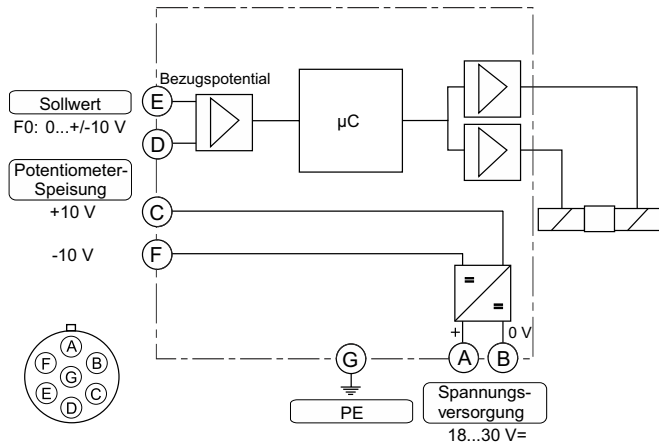 Bezugspotential
Sollwert
E
F0: 0...+/-10 V
D
µC
Potentiometer-
Speisung
+10 V
C
-10 V
F
=
=
+
0 V
A
B
G
PE
Spannungs-
versorgung
18...30 V=
A
F
B
G
E
C
D